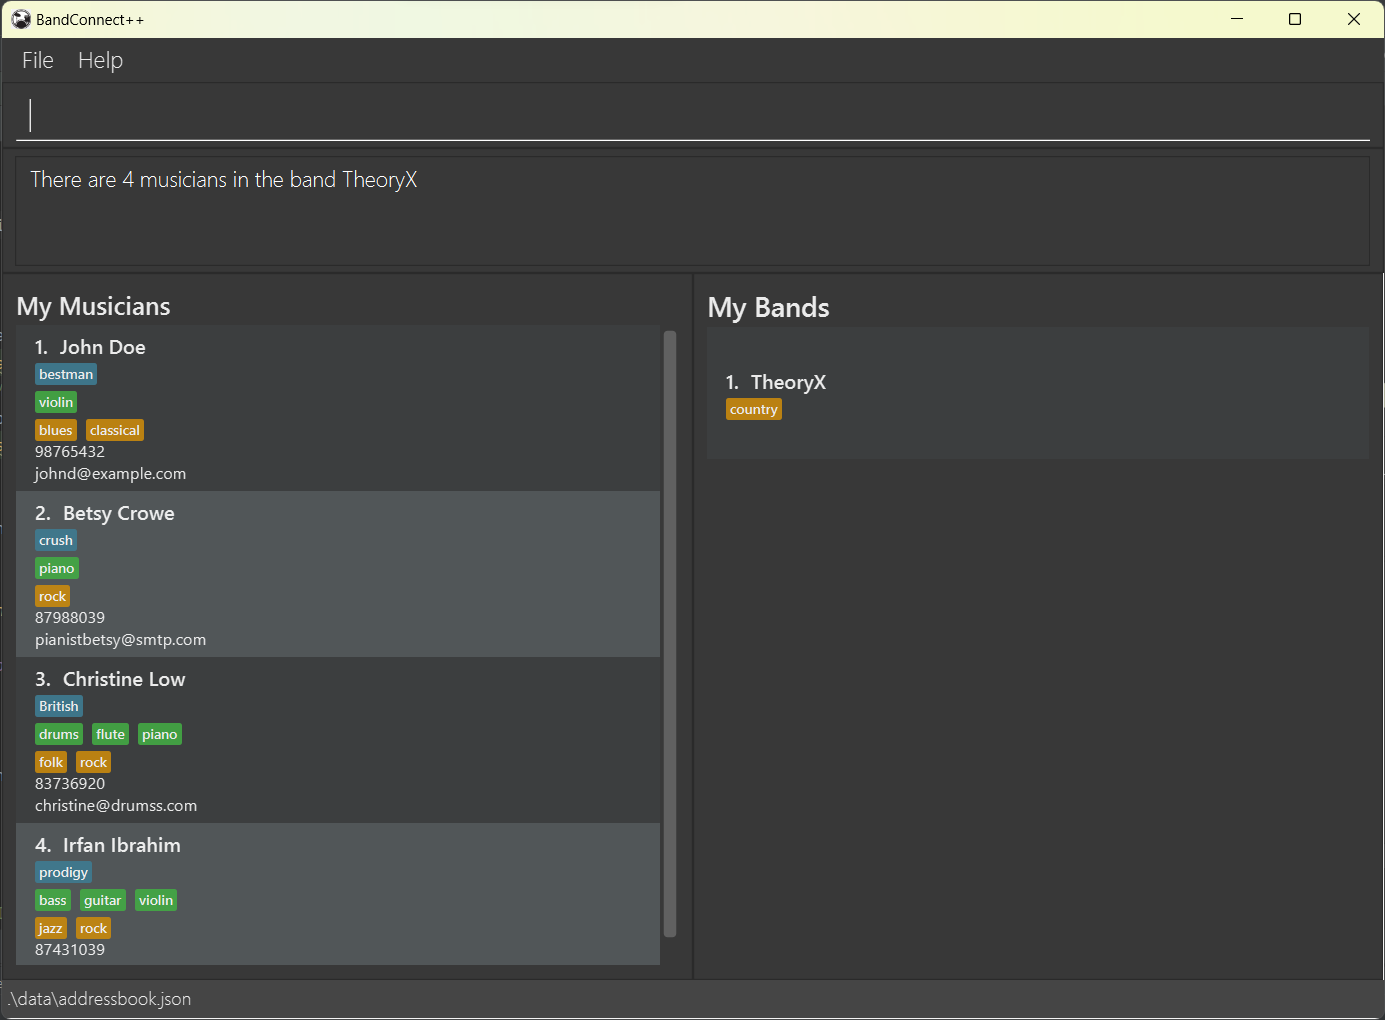 BandConnect++
File Help
There are 4 musicians in the band TheoryX
My Musicians
1. John Doe
bestman
violin
blues classical
98765432
johnd@example.com
2. Betsy Crowe
crush
piano
rock
87988039
pianistbetsy@smtp.com
3. Christine Low
British
drums flute piano
folk rock
83736920
christine@drumss.com
4. Irfan Ibrahim
prodigy
bass guitar violin
jazz rock
87431039
My Bands
1. TheoryX
country
.\data\addressbook.json